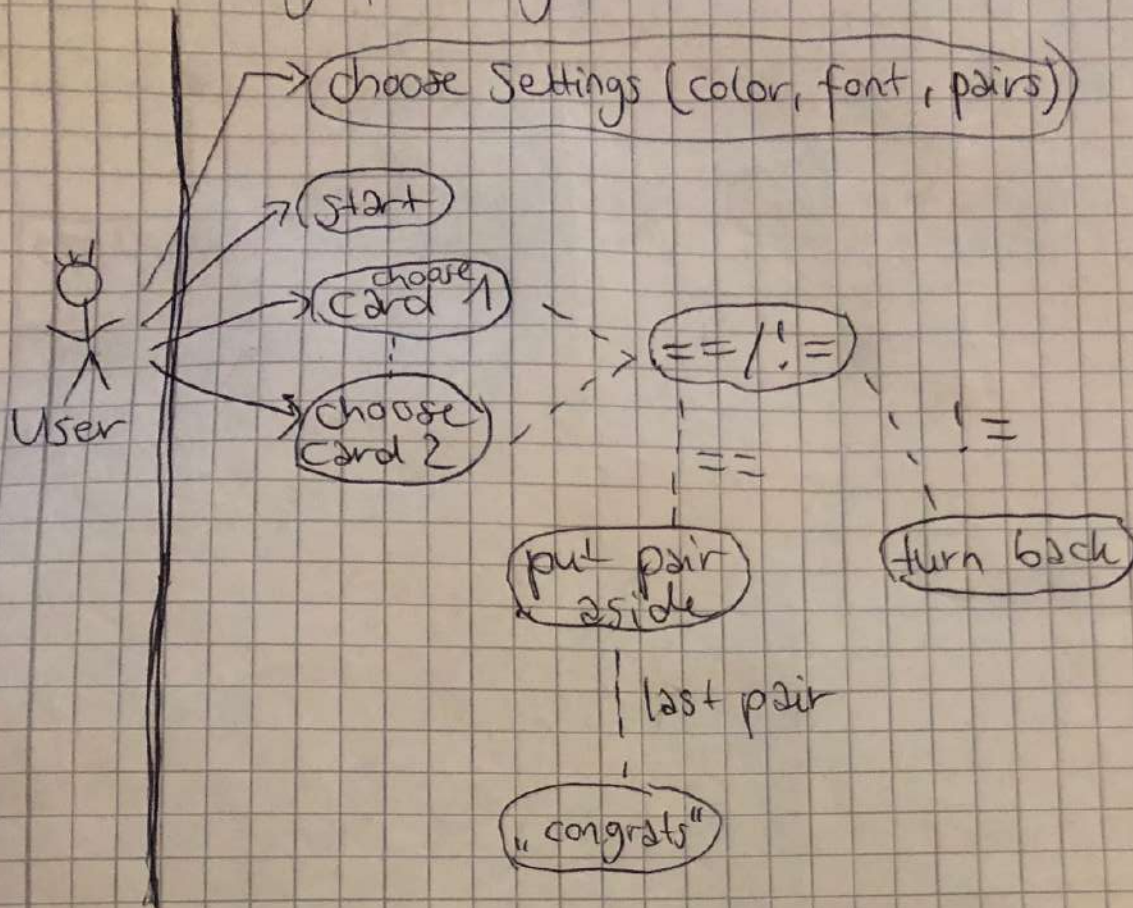 choose Settings (color, font, pairs)
start
choose
card 1
==/!=
User
choose
card 2
!=
==
put pair
aside
turn back
last pair
„congrats“